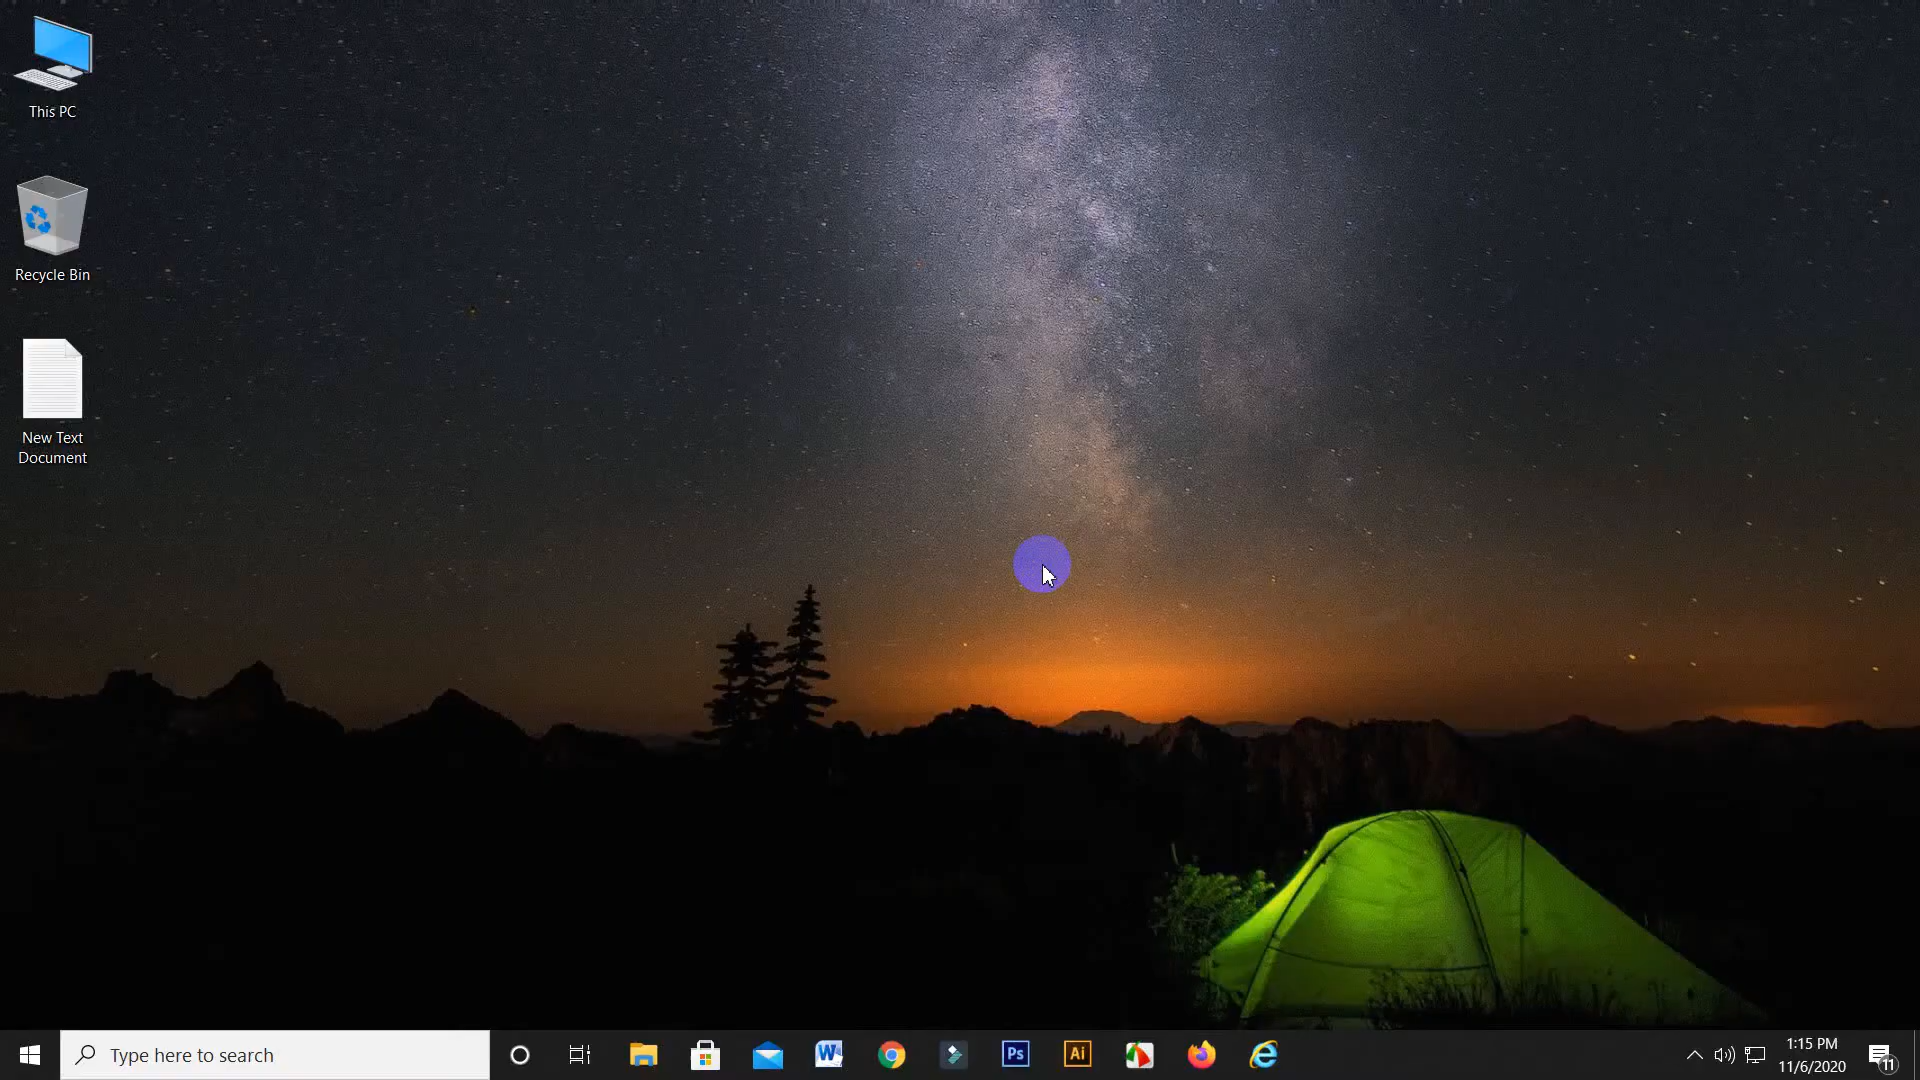 This PC
Recycle Bin
New Text
Document
Type here to search
W
Ps
Ai
1:15 PM
11/6/2020
11